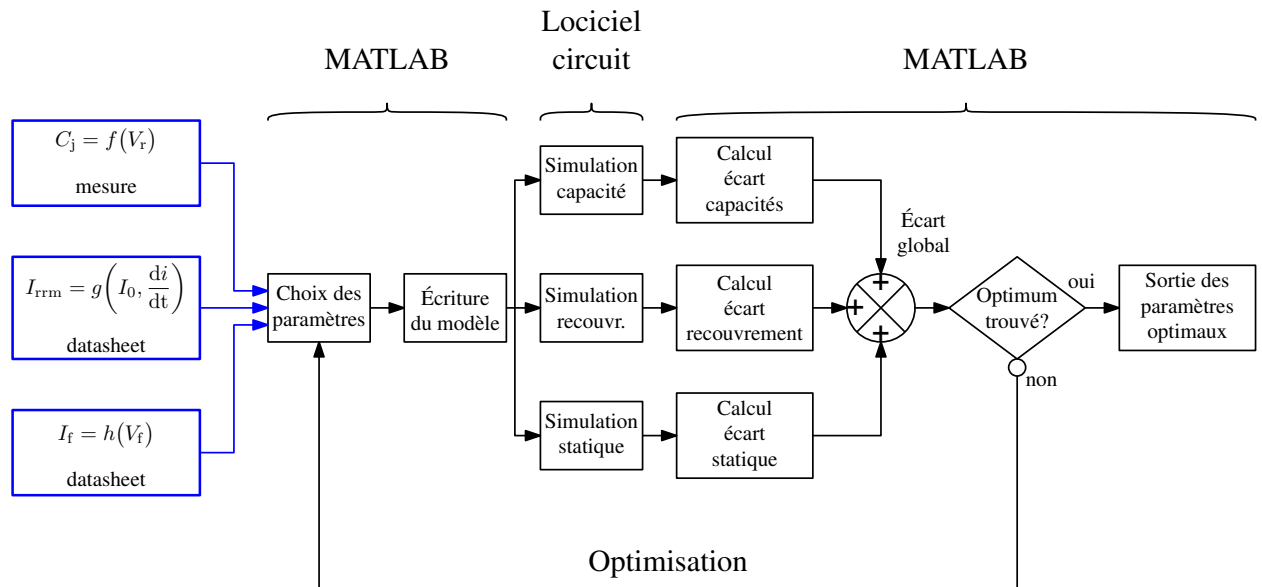 MATLAB
Lociciel
circuit
MATLAB
C_j = f(V_r)
mesure
I_rrm = g(I_0, di/dt)
datasheet
I_f = h(V_f)
datasheet
Choix des
paramètres
Écriture
du modèle
Simulation
capacité
Simulation
recouvr.
Simulation
statique
Calcul
écart
capacités
Calcul
écart
recouvrement
Calcul
écart
statique
Écart
global
+
+
+
Optimum
trouvé?
oui
non
Sortie des
paramètres
optimaux
Optimisation